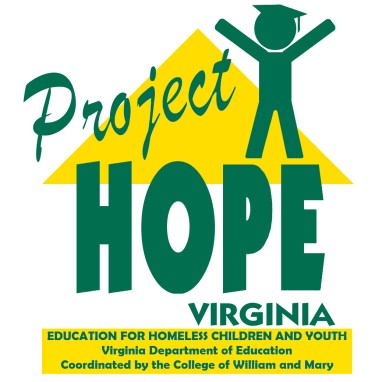 Project
HOPE
VIRGINIA
EDUCATION FOR HOMELESS CHILDREN AND YOUTH
Virginia Department of Education
Coordinated by the College of William and Mary